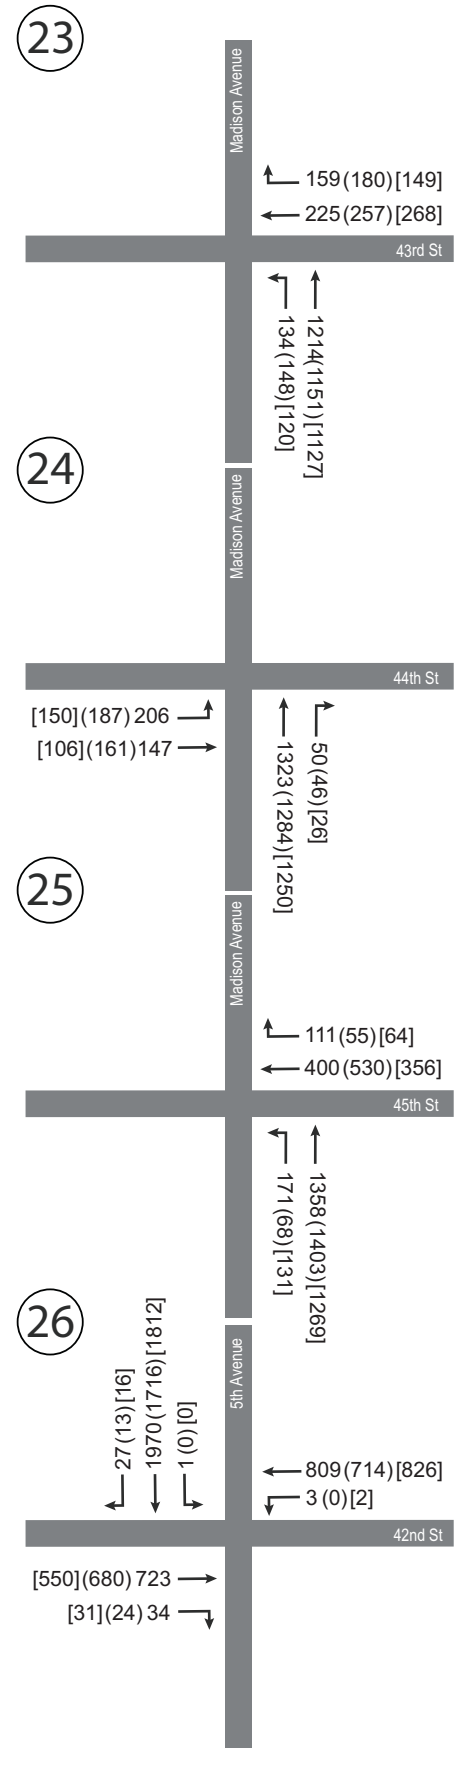 23
Madison Avenue
159(180)[149]
225(257)[268]
43rd St
134(148)[120]
1214(1151)[1127]
24
Madison Avenue
44th St
[150](187)206
[106](161)147
1323(1284)[1250]
50(46)[26]
25
Madison Avenue
111(55)[64]
400(530)[356]
45th St
171(68)[131]
1358(1403)[1269]
26
5th Avenue
27(13)[16]
1970(1716)[1812]
1(0)[0]
809(714)[826]
3(0)[2]
42nd St
[550](680)723
[31](24)34